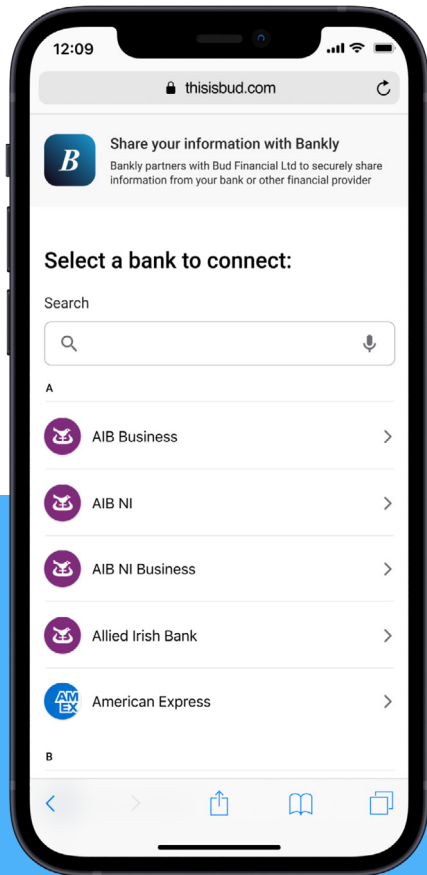 12:09
thisisbud.com
B
Share your information with Bankly
Bankly partners with Bud Financial Ltd to securely share
information from your bank or other financial provider
Select a bank to connect:
Search
A
AIB Business
AIB NI
AIB NI Business
Allied Irish Bank
AM
EX
American Express
B